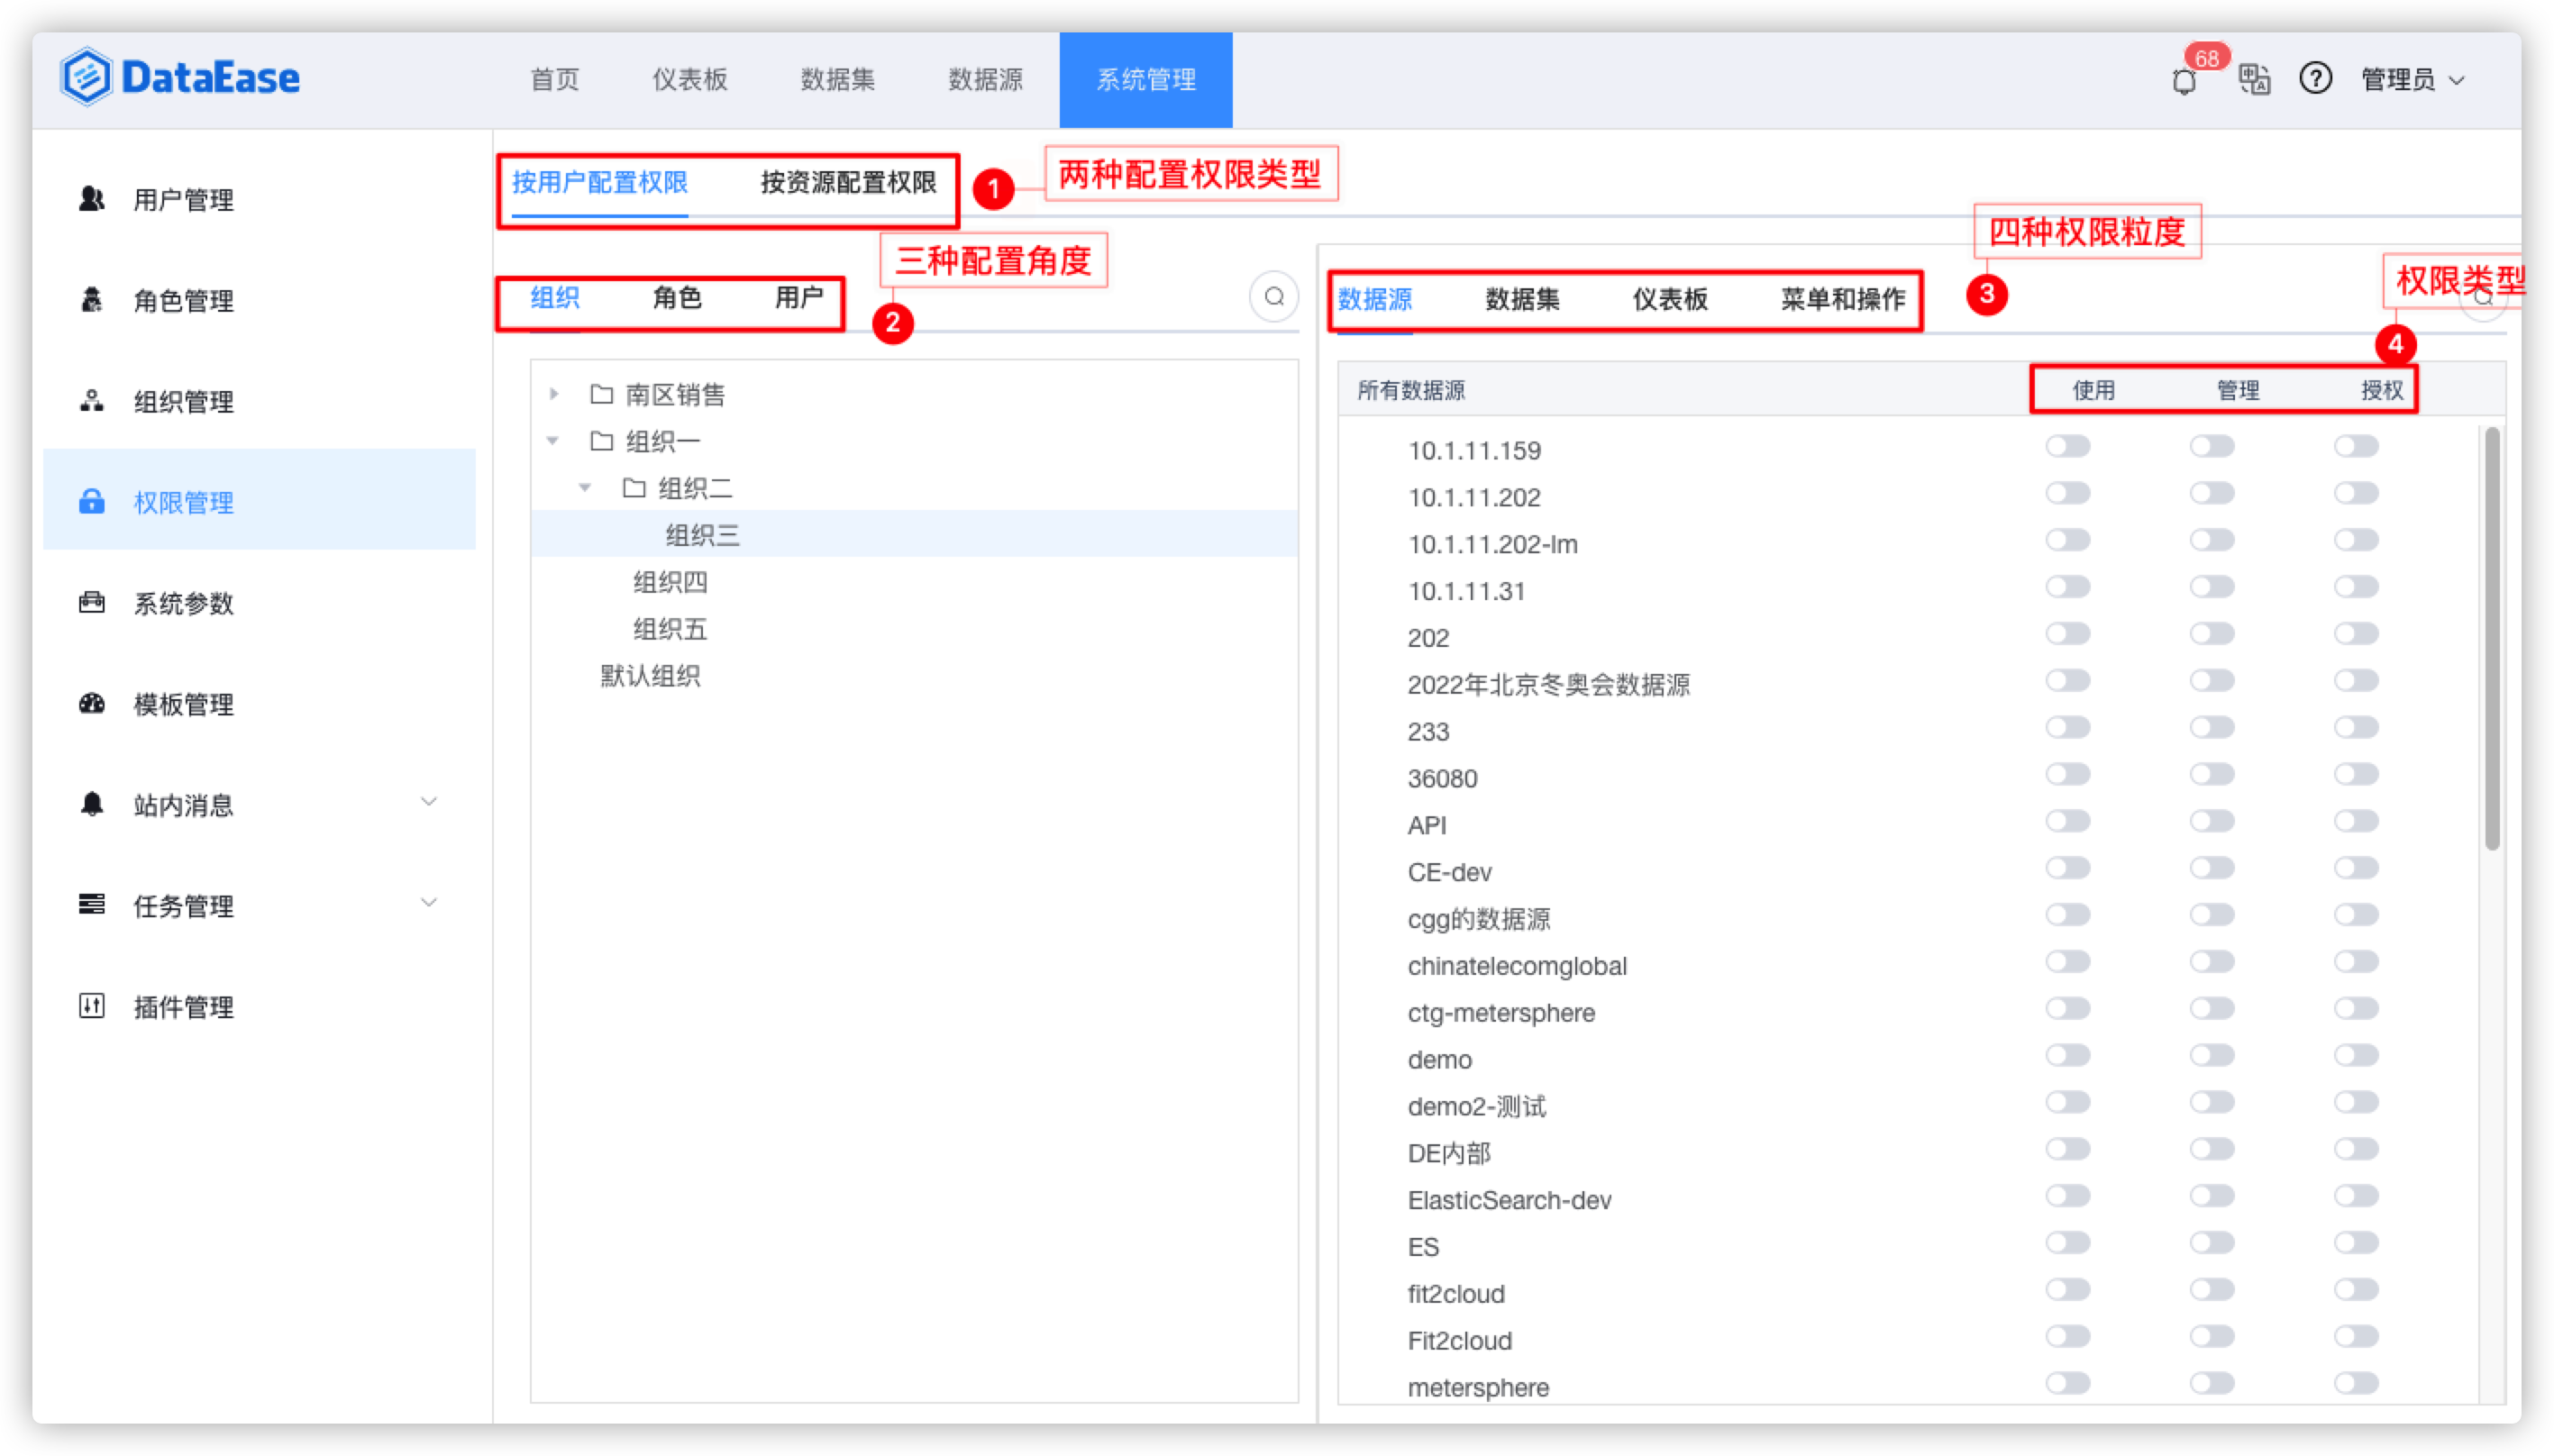 DataEase
首页 仪表板 数据集 数据源 系统管理
68
管理员
用户管理
角色管理
组织管理
权限管理
系统参数
模板管理
站内消息
任务管理
插件管理
按用户配置权限 按资源配置权限
1
两种配置权限类型
三种配置角度
组织 角色 用户
2
南区销售
组织一
组织二
组织三
组织四
组织五
默认组织
四种权限粒度
数据源 数据集 仪表板 菜单和操作
3
权限类型
4
所有数据源 使用 管理 授权
10.1.11.159
10.1.11.202
10.1.11.202-lm
10.1.11.31
202
2022年北京冬奥会数据源
233
36080
API
CE-dev
cgg的数据源
chinatelecomglobal
ctg-metersphere
demo
demo2-测试
DE内部
ElasticSearch-dev
ES
fit2cloud
Fit2cloud
metersphere